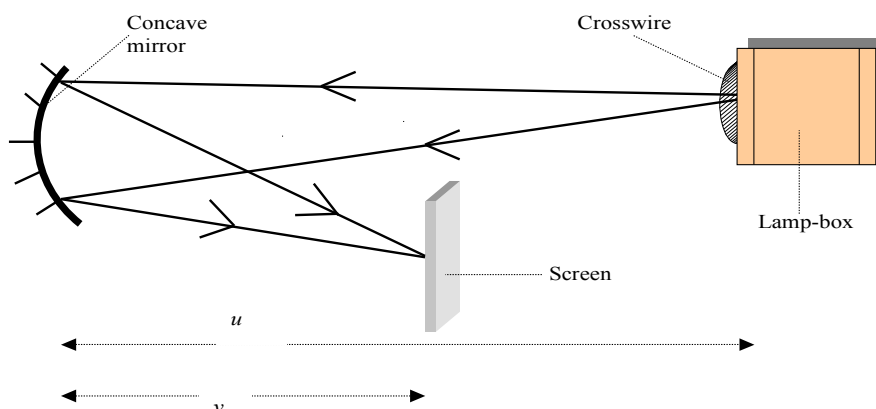 Concave
mirror
Crosswire
Lamp-box
Screen
u
v